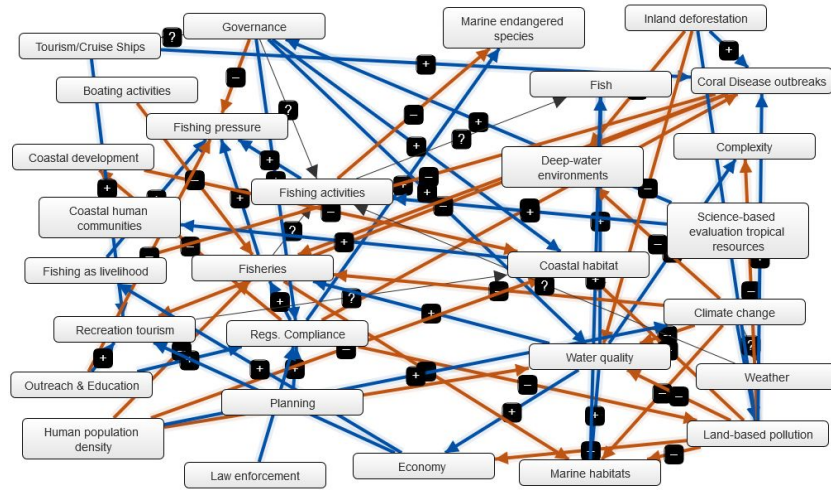 Governance
Marine endangered
species
Inland deforestation
Tourism/Cruise Ships
?
+
+
Boating activities
–
Fish
Coral Disease outbreaks
Fishing pressure
?
–
+
+
?
Complexity
Coastal development
–
+
–
Deep-water
environments
+
Fishing activities
–
+
Coastal human
communities
+
–
+
Science-based
evaluation tropical
resources
–
?
+
Fishing as livelihood
Fisheries
Coastal habitat
–
?
?
–
Climate change
+
Recreation tourism
Regs. Compliance
+
–
?
+
–
Water quality
–
Weather
Outreach & Education
+
+
–
–
Planning
+
Human population
density
Land-based pollution
Law enforcement
Economy
Marine habitats
–
–